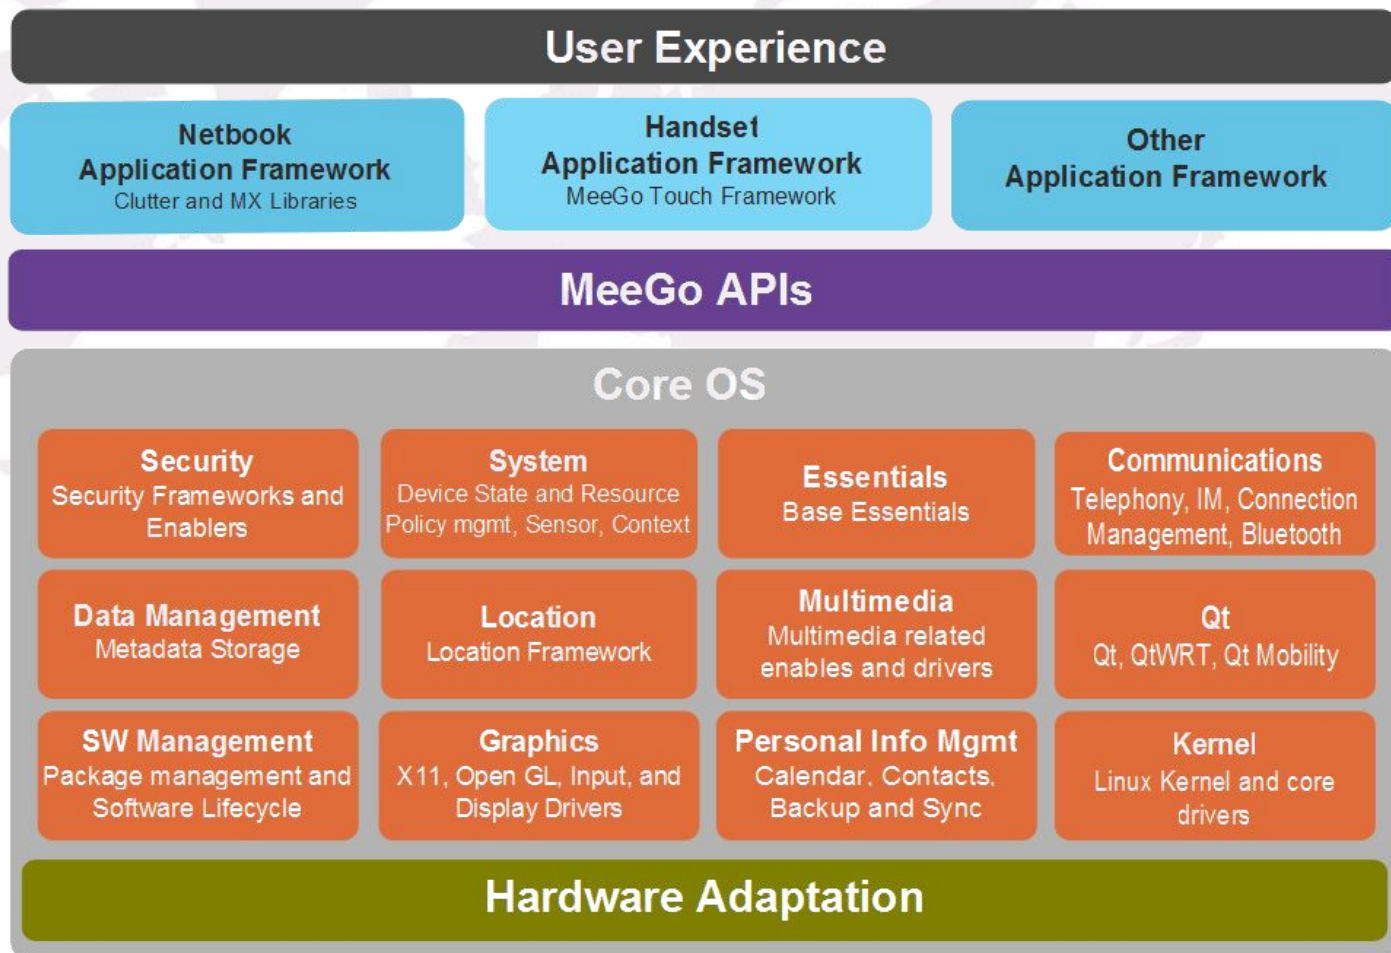 User Experience
Netbook
Application Framework
Clutter and MX Libraries
Handset
Application Framework
MeeGo Touch Framework
Other
Application Framework
MeeGo APIs
Core OS
Security
Security Frameworks and
Enablers
System
Device State and Resource
Policy mgmt, Sensor, Context
Essentials
Base Essentials
Communications
Telephony, IM, Connection
Management, Bluetooth
Data Management
Metadata Storage
Location
Location Framework
Multimedia
Multimedia related
enables and drivers
Qt
Qt, QtWRT, Qt Mobility
SW Management
Package management and
Software Lifecycle
Graphics
X11, Open GL, Input, and
Display Drivers
Personal Info Mgmt
Calendar, Contacts,
Backup and Sync
Kernel
Linux Kernel and core
drivers
Hardware Adaptation